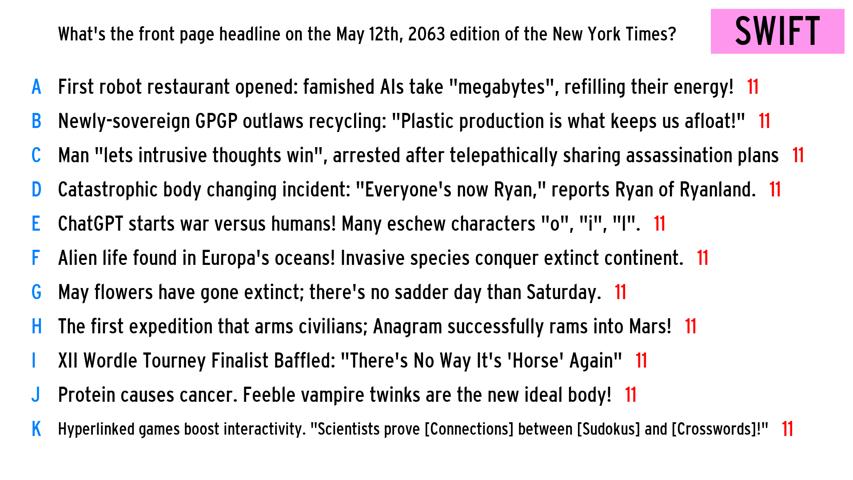 What's the front page headline on the May 12th, 2063 edition of the New York Times?
SWIFT
A First robot restaurant opened: famished AIs take "megabytes", refilling their energy! 11
B Newly-sovereign GPGP outlaws recycling: "Plastic production is what keeps us afloat!" 11
C Man "lets intrusive thoughts win", arrested after telepathically sharing assassination plans 11
D Catastrophic body changing incident: "Everyone's now Ryan," reports Ryan of Ryanland. 11
E ChatGPT starts war versus humans! Many eschew characters "o", "i", "l". 11
F Alien life found in Europa's oceans! Invasive species conquer extinct continent. 11
G May flowers have gone extinct; there's no sadder day than Saturday. 11
H The first expedition that arms civilians; Anagram successfully rams into Mars! 11
I XII Wordle Tourney Finalist Baffled: "There's No Way It's 'Horse' Again" 11
J Protein causes cancer. Feeble vampire twinks are the new ideal body! 11
K Hyperlinked games boost interactivity. "Scientists prove [Connections] between [Sudokus] and [Crosswords]!" 11